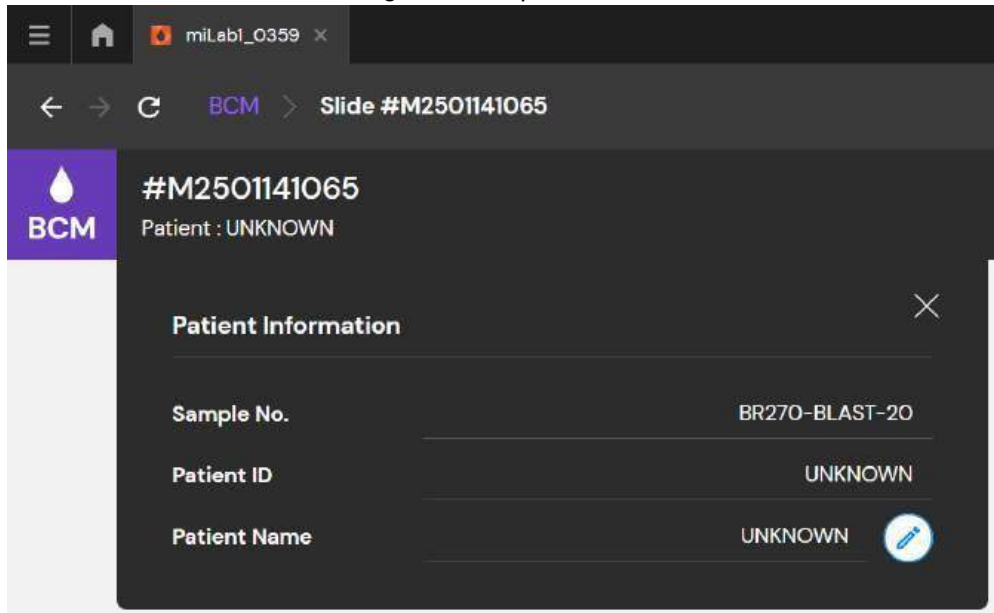 miLab1_0359
BCM > Slide #M2501141065
#M2501141065
BCM
Patient : UNKNOWN
Patient Information
Sample No. BR270-BLAST-20
Patient ID UNKNOWN
Patient Name UNKNOWN